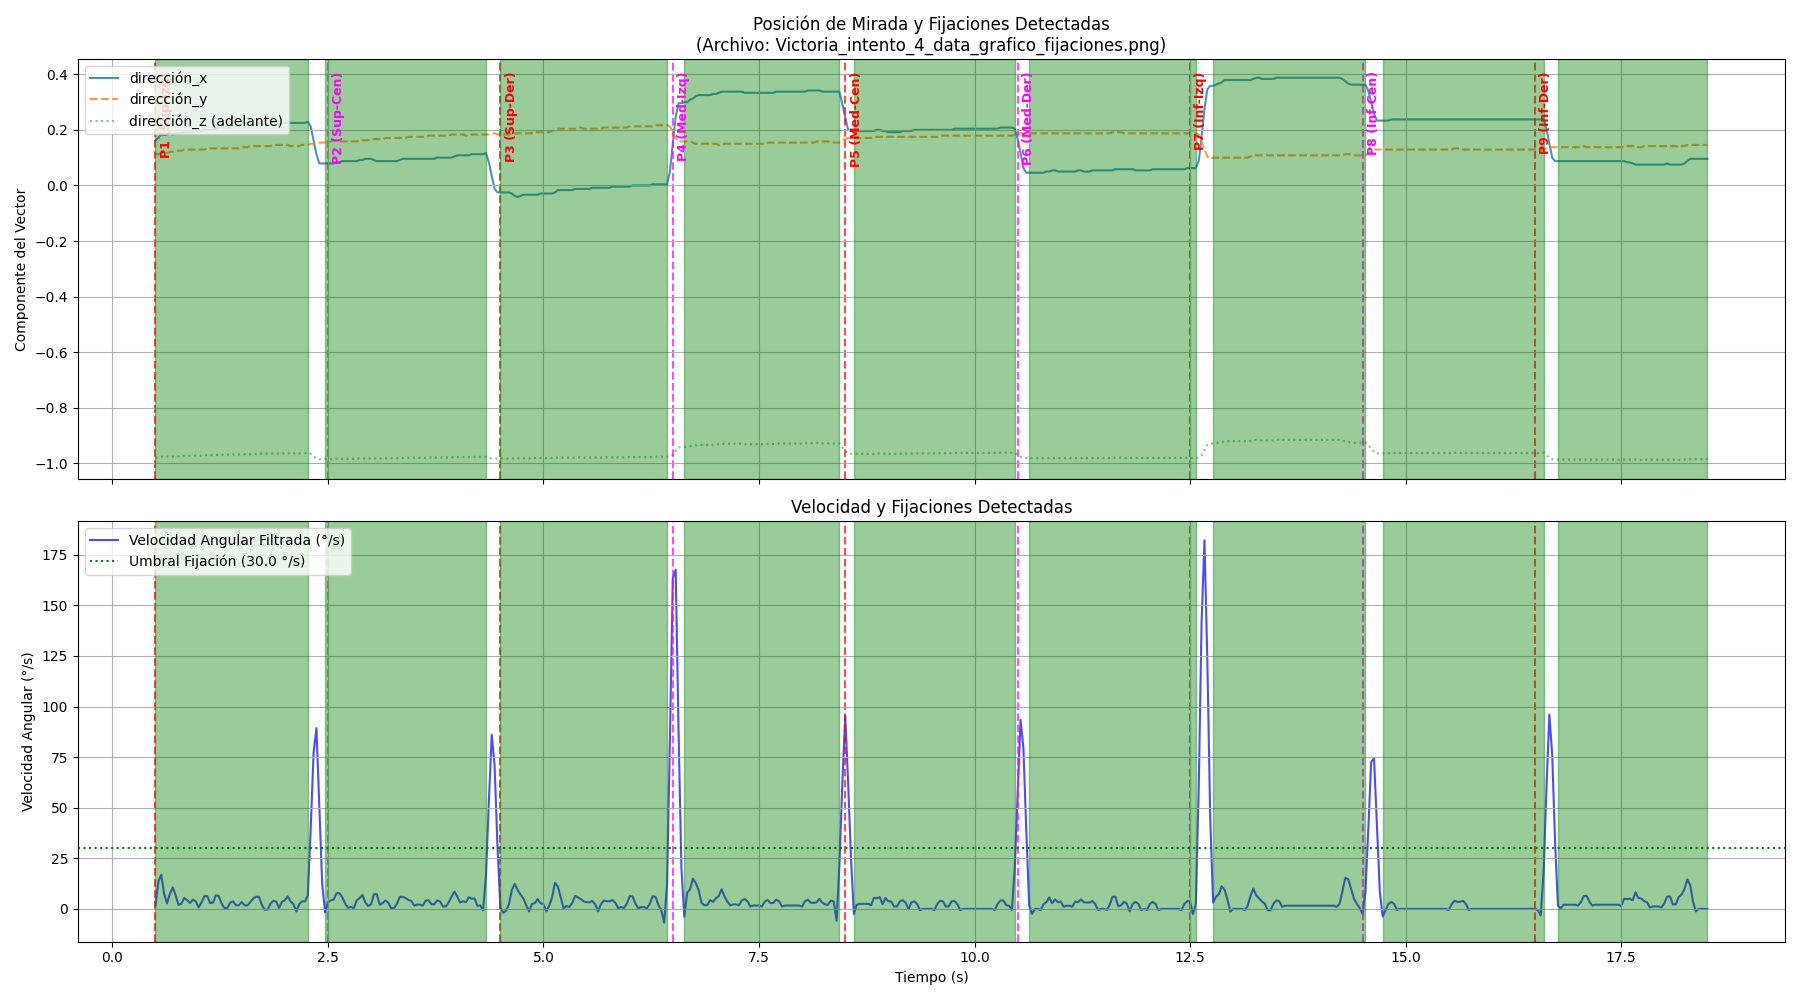 Posición de Mirada y Fijaciones Detectadas
(Archivo: Victoria_intento_4_data_grafico_fijaciones.png)
dirección_x
dirección_y
dirección_z (adelante)
P1
P2 (Sup-Cen)
P3 (Sup-Der)
P4 (Med-Izq)
P5 (Med-Cen)
P6 (Med-Der)
P7 (Inf-Izq)
P8 (Inf-Cen)
P9 (Inf-Der)
Componente del Vector
0.4
0.2
0.0
−0.2
−0.4
−0.6
−0.8
−1.0
Velocidad y Fijaciones Detectadas
Velocidad Angular Filtrada (°/s)
Umbral Fijación (30.0 °/s)
Velocidad Angular (°/s)
175
150
125
100
75
50
25
0
0.0 2.5 5.0 7.5 10.0 12.5 15.0 17.5
Tiempo (s)